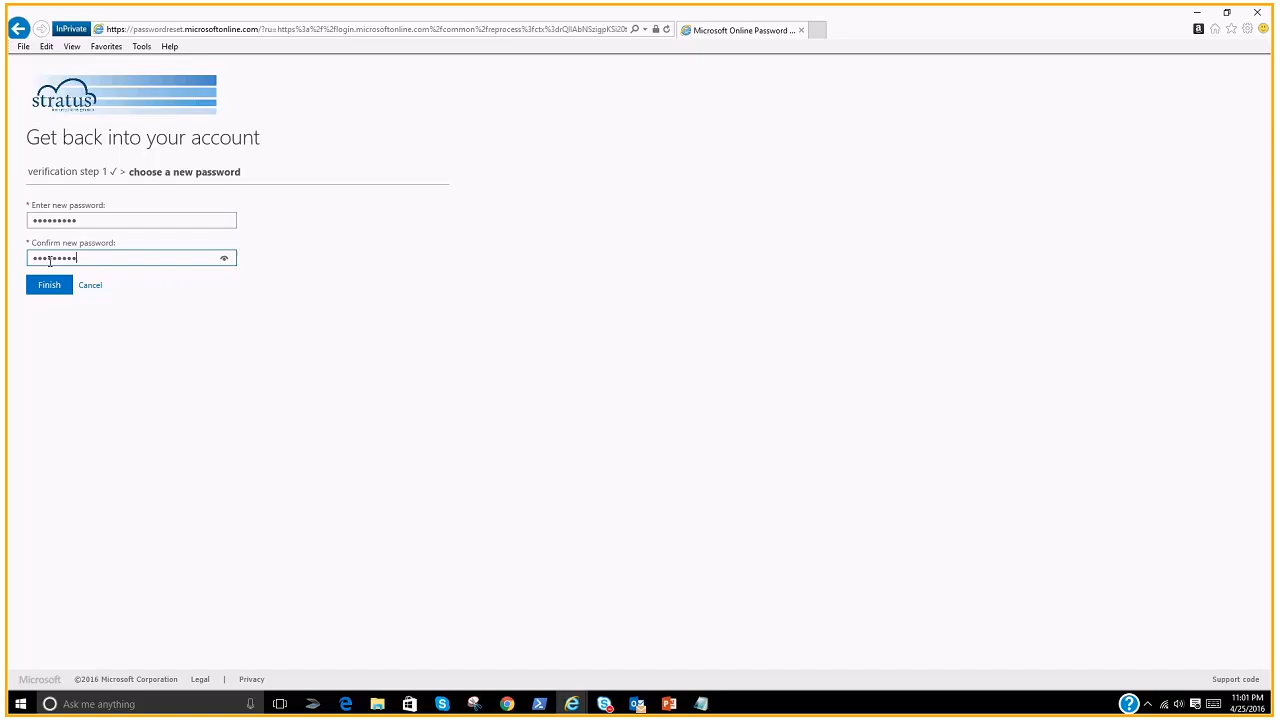 InPrivate
https://passwordreset.microsoftonline.com/?ru=https%3a%2f%2flogin.microsoftonline.com%2fcommon%2freprocess%3fctx%3drQIIAbNSzigpKSi20t
Microsoft Online Password ...
File Edit View Favorites Tools Help
stratus
Get back into your account
verification step 1 ✓ > choose a new password
* Enter new password:
•••••••••
* Confirm new password:
•••••••••
Finish Cancel
Microsoft ©2016 Microsoft Corporation Legal | Privacy Support code
Ask me anything
11:01 PM
4/25/2016